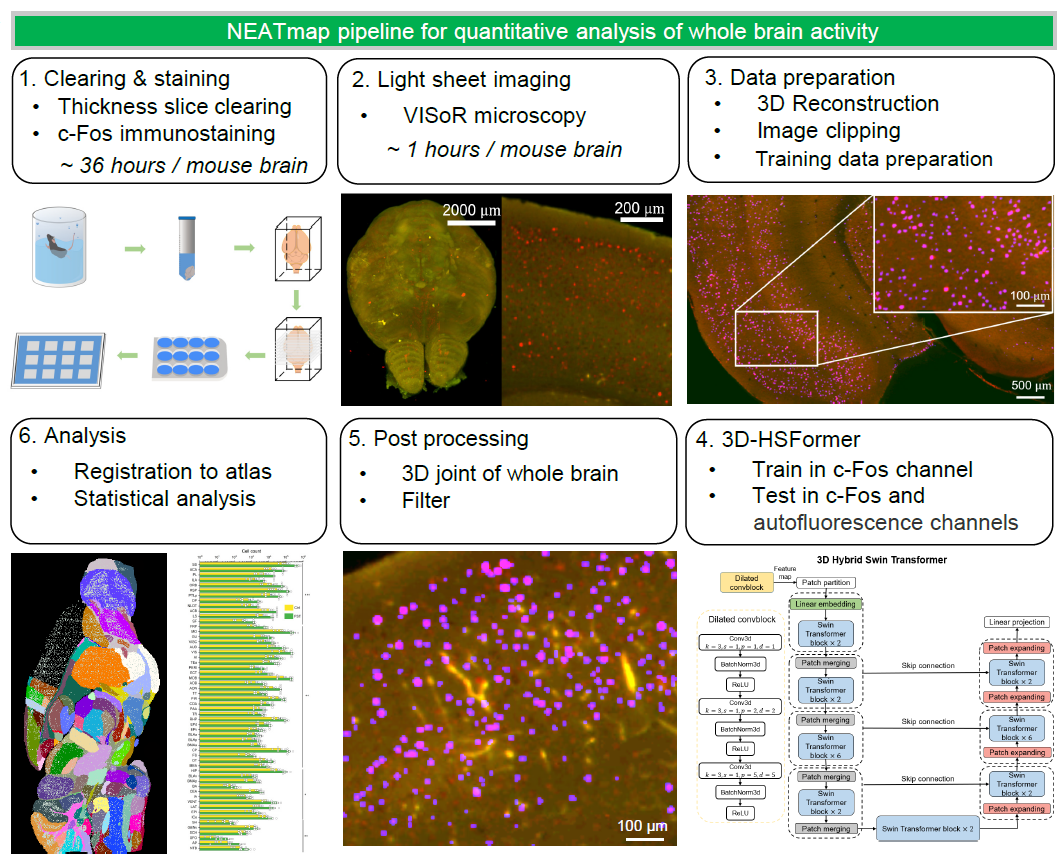 NEATmap pipeline for quantitative analysis of whole brain activity
1. Clearing & staining
• Thickness slice clearing
• c-Fos immunostaining
~ 36 hours / mouse brain
2. Light sheet imaging
• VISoR microscopy
~ 1 hours / mouse brain
2000 μm
200 μm
3. Data preparation
• 3D Reconstruction
• Image clipping
• Training data preparation
100 μm
500 μm
6. Analysis
• Registration to atlas
• Statistical analysis
Cell count
5. Post processing
• 3D joint of whole brain
• Filter
100 μm
4. 3D-HSFormer
• Train in c-Fos channel
• Test in c-Fos and
autofluorescence channels
3D Hybrid Swin Transformer
Dilated
convblock
Feature
map
Patch partition
Linear embedding
Swin
Transformer
block × 2
Patch merging
Swin
Transformer
block × 2
Patch merging
Swin
Transformer
block × 6
Patch merging
Swin
Transformer
block × 2
Patch merging
Swin Transformer block × 2
Dilated convblock
Conv3d
k = 3, s = 1, p = 1, d = 1
BatchNorm3d
ReLU
Conv3d
k = 3, s = 1, p = 2, d = 2
BatchNorm3d
ReLU
Conv3d
k = 3, s = 1, p = 5, d = 5
BatchNorm3d
ReLU
Skip connection
Skip connection
Skip connection
Linear projection
Patch expanding
Swin
Transformer
block × 2
Patch expanding
Swin
Transformer
block × 6
Patch expanding
Swin
Transformer
block × 2
Patch expanding